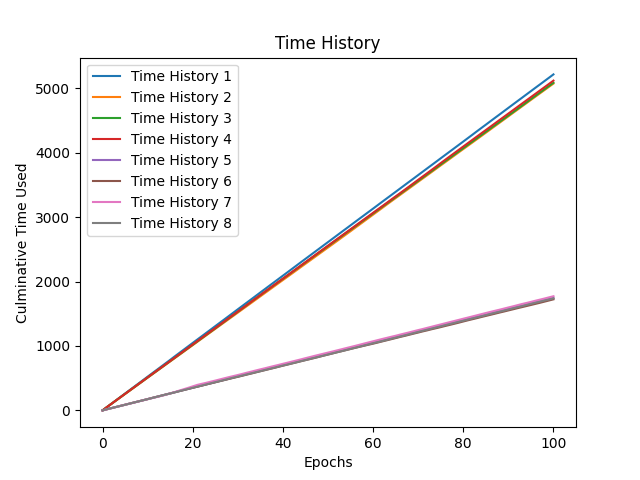 Time History
Time History 1
Time History 2
Time History 3
Time History 4
Time History 5
Time History 6
Time History 7
Time History 8
Culminative Time Used
5000
4000
3000
2000
1000
0
0 20 40 60 80 100
Epochs